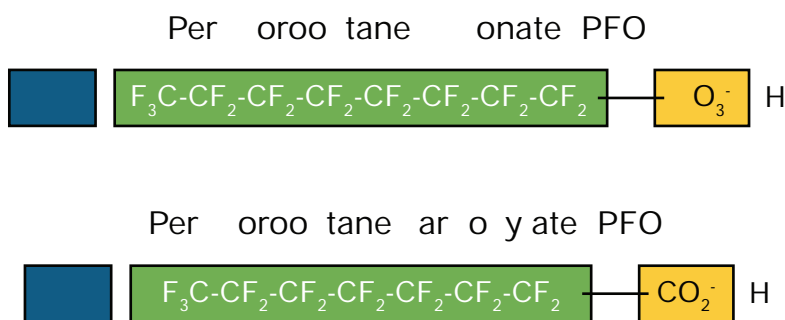 Per oroo tane onate PFO
F₃C-CF₂-CF₂-CF₂-CF₂-CF₂-CF₂-CF₂ O₃⁻ H
Per oroo tane ar o y ate PFO
F₃C-CF₂-CF₂-CF₂-CF₂-CF₂-CF₂ CO₂⁻ H